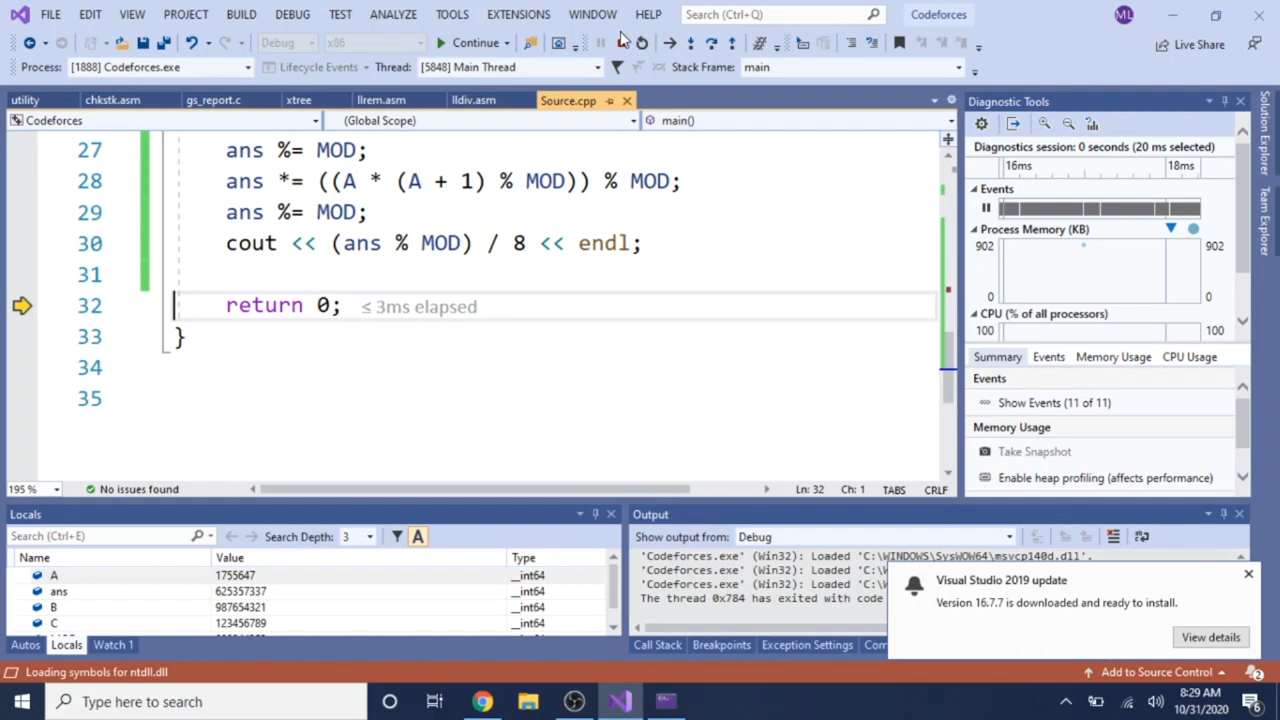 FILE EDIT VIEW PROJECT BUILD DEBUG TEST ANALYZE TOOLS EXTENSIONS WINDOW HELP Search (Ctrl+Q) Codeforces ML
Debug x86 Continue Live Share
Process: [1888] Codeforces.exe Lifecycle Events Thread: [5848] Main Thread Stack Frame: main
utility chkstk.asm gs_report.c xtree llrem.asm lldiv.asm Source.cpp
Codeforces (Global Scope) main()
27 ans %= MOD;
28 ans *= ((A * (A + 1) % MOD)) % MOD;
29 ans %= MOD;
30 cout << (ans % MOD) / 8 << endl;
31
32 return 0; ≤ 3ms elapsed
33 }
34
35
195 % No issues found Ln: 32 Ch: 1 TABS CRLF
Diagnostic Tools
Diagnostics session: 0 seconds (20 ms selected)
16ms 18ms
Events
Process Memory (KB)
902 902
0 0
CPU (% of all processors)
100 100
Summary Events Memory Usage CPU Usage
Events
Show Events (11 of 11)
Memory Usage
Take Snapshot
Enable heap profiling (affects performance)
Solution Explorer
Team Explorer
Locals
Search (Ctrl+E) Search Depth: 3 A
Name Value Type
A 1755647 __int64
ans 625357337 __int64
B 987654321 __int64
C 123456789 __int64
Autos Locals Watch 1
Output
Show output from: Debug
'Codeforces.exe' (Win32): Loaded 'C:\WINDOWS\SysWOW64\msvcp140d.dll'.
'Codeforces.exe' (Win32): Loaded 'C:\W
'Codeforces.exe' (Win32): Loaded 'C:\W
The thread 0x784 has exited with code
Call Stack Breakpoints Exception Settings Com
Visual Studio 2019 update
Version 16.7.7 is downloaded and ready to install.
View details
Loading symbols for ntdll.dll Add to Source Control 2
Type here to search
8:29 AM
10/31/2020
6